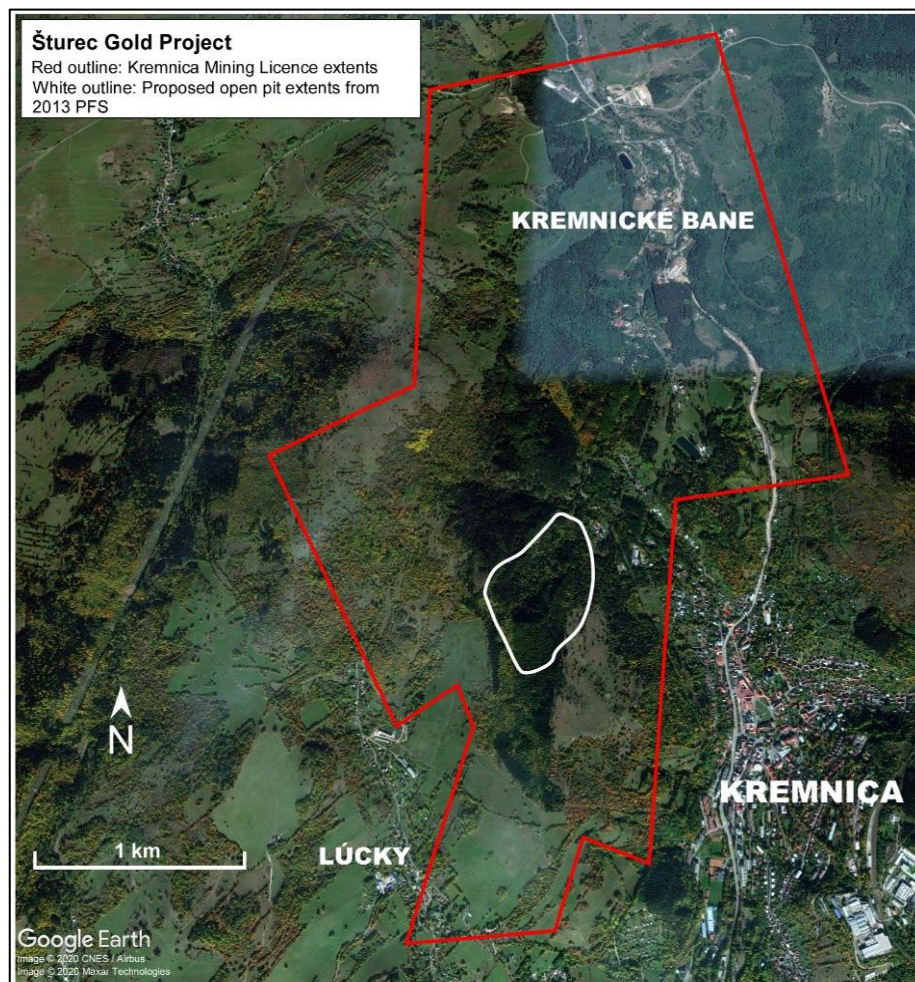 Šturec Gold Project
Red outline: Kremnica Mining Licence extents
White outline: Proposed open pit extents from
2013 PFS
KREMNICKÉ BANE
N
1 km
LÚCKY
KREMNICA
Google Earth
Image © 2020 CNES / Airbus
Image © 2020 Maxar Technologies